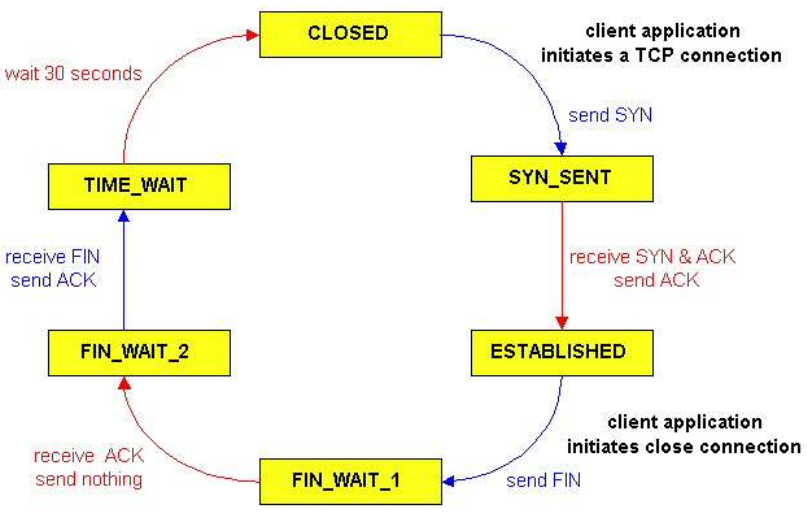 CLOSED
client application
initiates a TCP connection
wait 30 seconds
send SYN
TIME_WAIT
SYN_SENT
receive FIN
send ACK
receive SYN & ACK
send ACK
FIN_WAIT_2
ESTABLISHED
client application
initiates close connection
receive ACK
send nothing
FIN_WAIT_1
send FIN